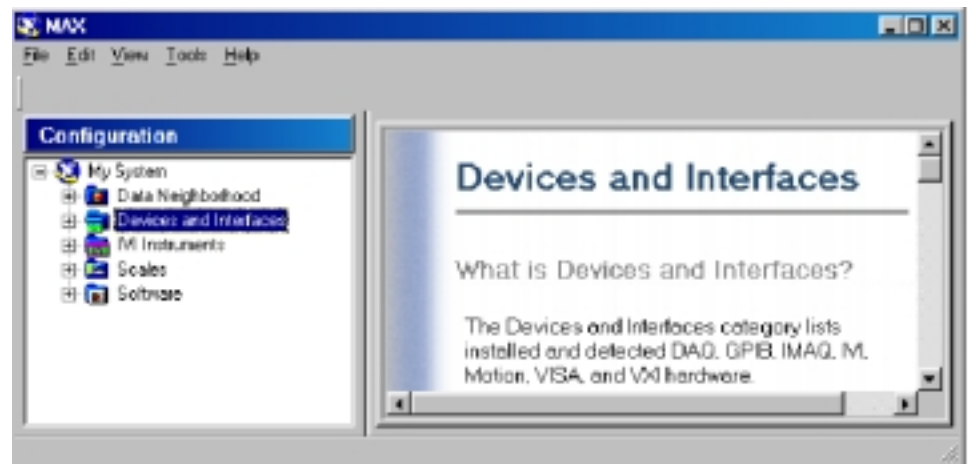 MAX
File Edit View Tools Help
Configuration
My System
Data Neighborhood
Devices and Interfaces
IVI Instruments
Scales
Software
Devices and Interfaces
What is Devices and Interfaces?
The Devices and Interfaces category lists
installed and detected DAQ, GPIB, IMAQ, IVI,
Motion, VISA, and VXI hardware.